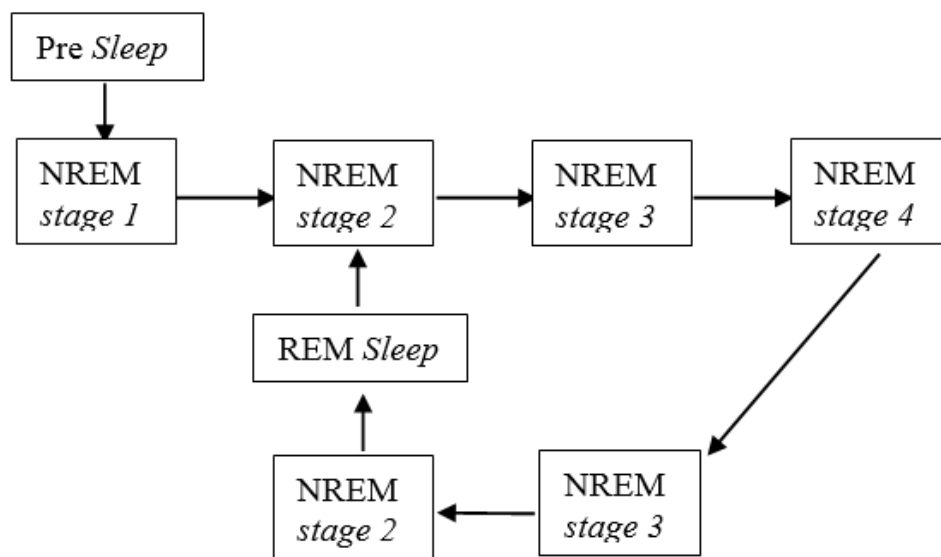 Pre Sleep
NREM
stage 1
NREM
stage 2
NREM
stage 3
NREM
stage 4
REM Sleep
NREM
stage 2
NREM
stage 3